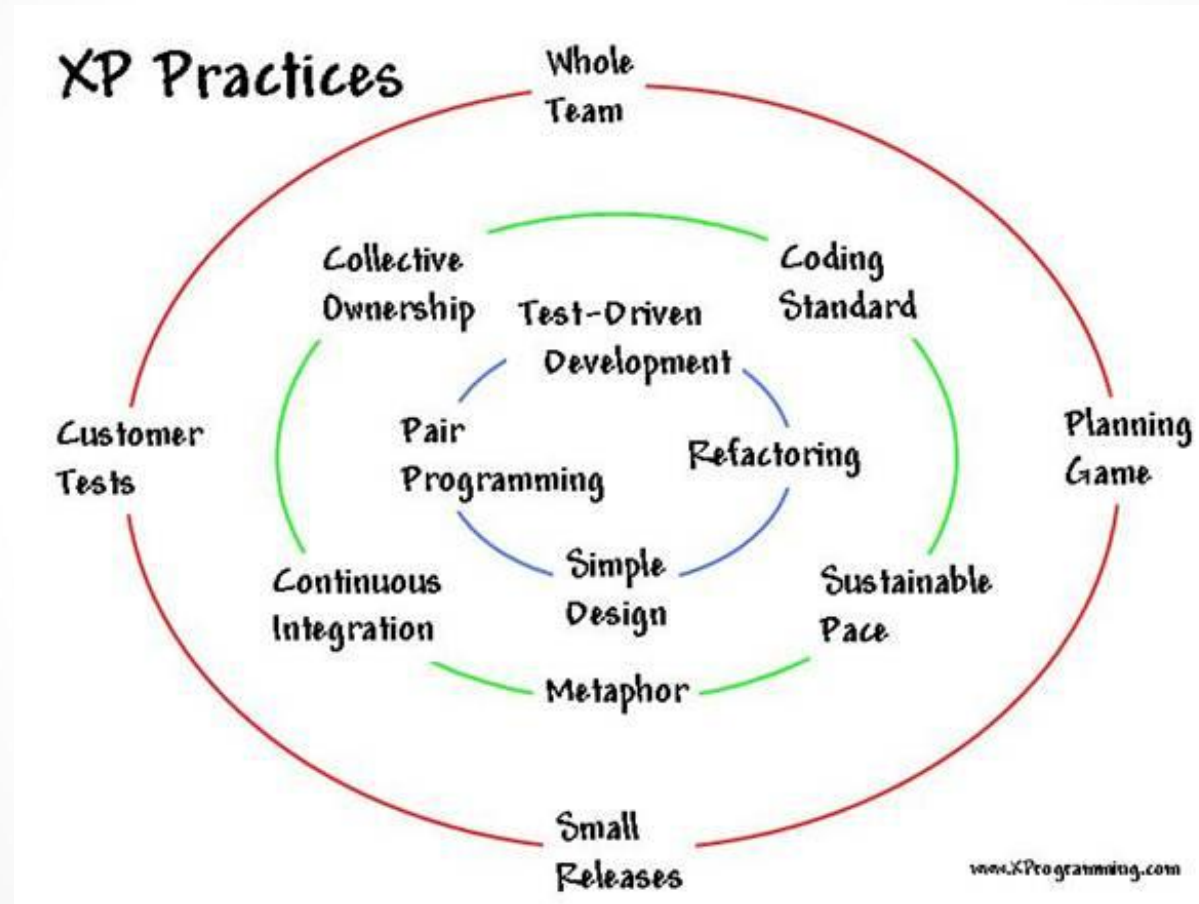 XP Practices
Whole
Team
Collective
Ownership
Coding
Standard
Test-Driven
Development
Customer
Tests
Pair
Programming
Refactoring
Planning
Game
Continuous
Integration
Simple
Design
Sustainable
Pace
Metaphor
Small
Releases
www.XProgramming.com